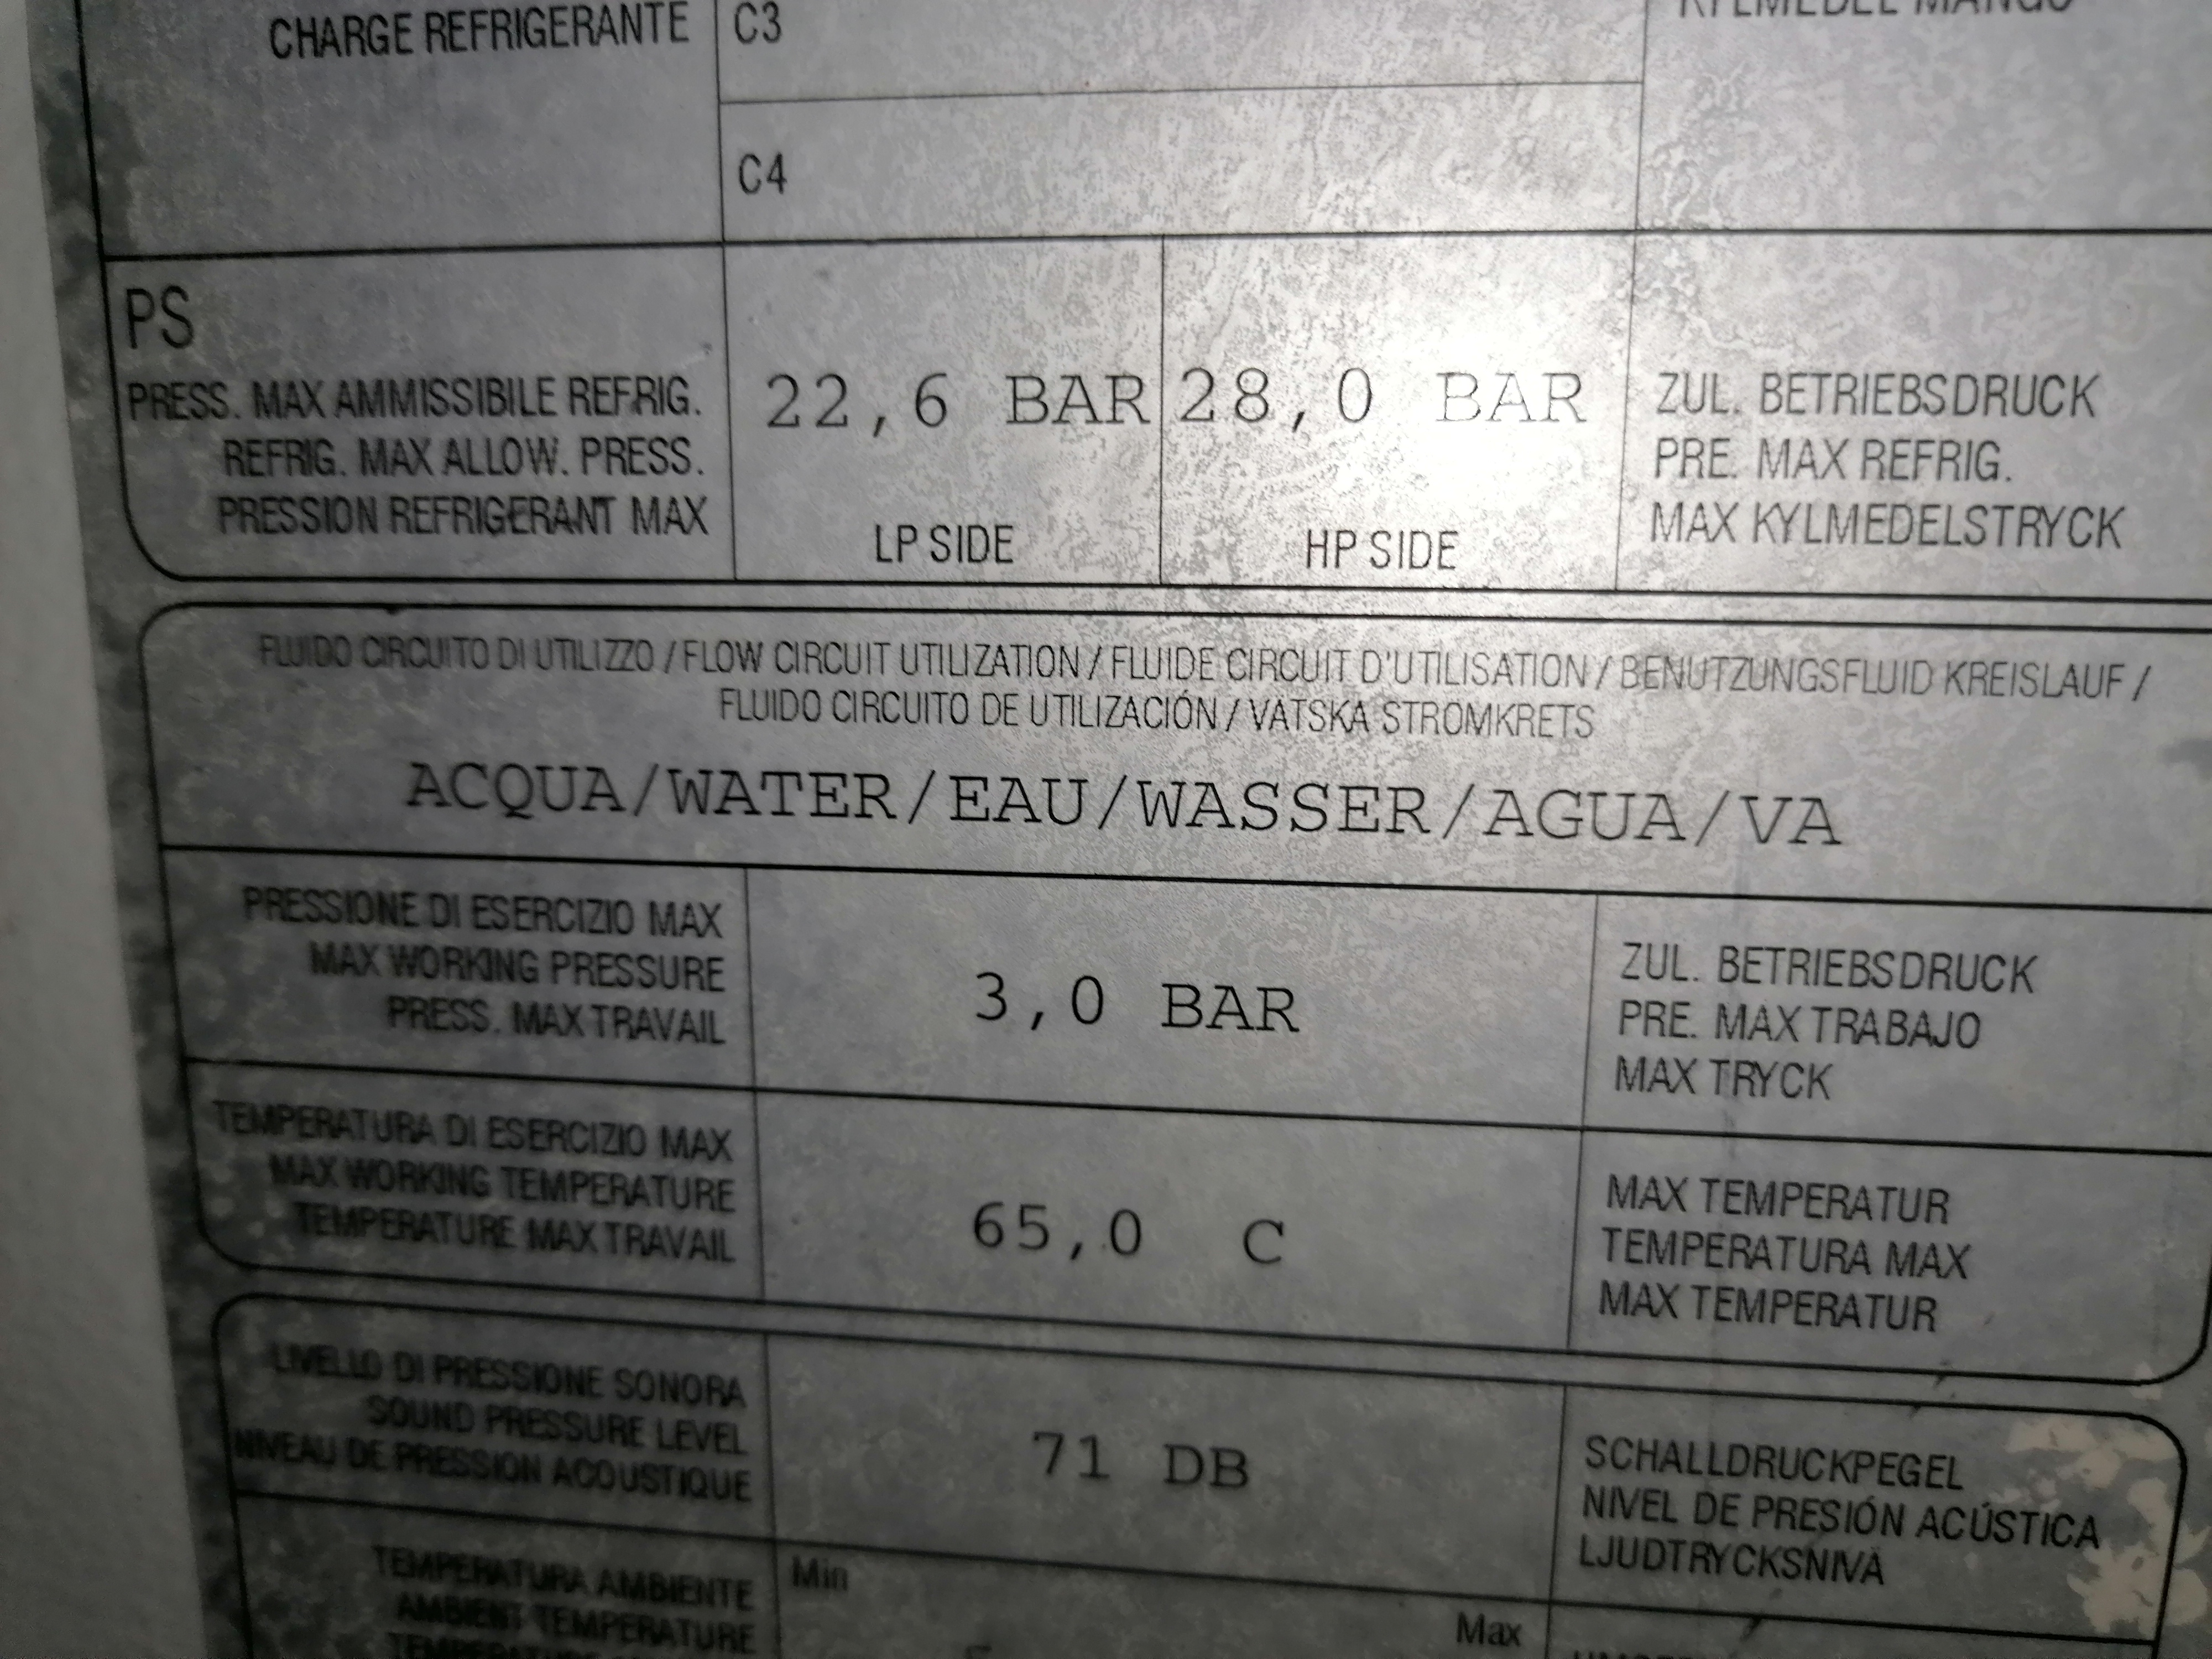 CHARGE REFRIGERANTE
C3
KYLMEDEL MÄNGD
C4
PS
PRESS. MAX AMMISSIBILE REFRIG.
REFRIG. MAX ALLOW. PRESS.
PRESSION REFRIGERANT MAX
22,6 BAR
LP SIDE
28,0 BAR
HP SIDE
ZUL. BETRIEBSDRUCK
PRE. MAX REFRIG.
MAX KYLMEDELSTRYCK
FLUIDO CIRCUITO DI UTILIZZO / FLOW CIRCUIT UTILIZATION / FLUIDE CIRCUIT D'UTILISATION / BENUTZUNGSFLUID KREISLAUF /
FLUIDO CIRCUITO DE UTILIZACIÓN / VÄTSKA STRÖMKRETS
ACQUA/WATER/EAU/WASSER/AGUA/VA
PRESSIONE DI ESERCIZIO MAX
MAX WORKING PRESSURE
PRESS. MAX TRAVAIL
3,0 BAR
ZUL. BETRIEBSDRUCK
PRE. MAX TRABAJO
MAX TRYCK
TEMPERATURA DI ESERCIZIO MAX
MAX WORKING TEMPERATURE
TEMPERATURE MAX TRAVAIL
65,0 C
MAX TEMPERATUR
TEMPERATURA MAX
MAX TEMPERATUR
LIVELLO DI PRESSIONE SONORA
SOUND PRESSURE LEVEL
NIVEAU DE PRESSION ACOUSTIQUE
71 DB
SCHALLDRUCKPEGEL
NIVEL DE PRESIÓN ACÚSTICA
LJUDTRYCKSNIVÅ
TEMPERATURA AMBIENTE
AMBIENT TEMPERATURE
Min
Max